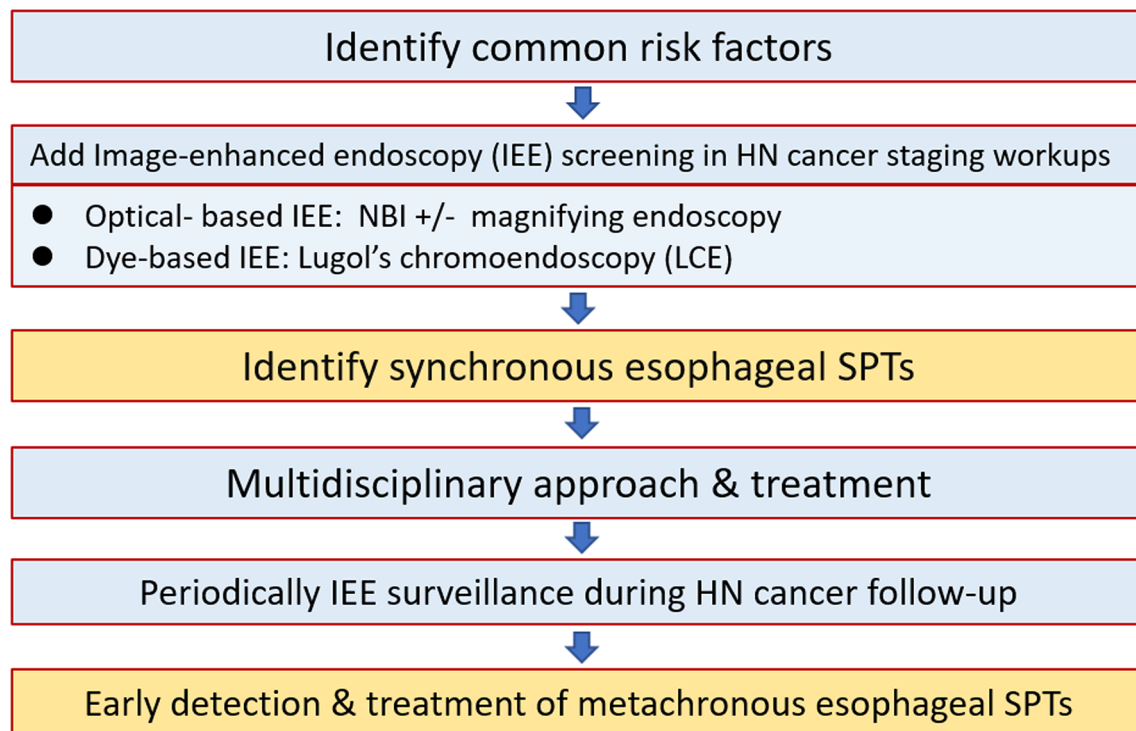 Identify common risk factors
Add Image-enhanced endoscopy (IEE) screening in HN cancer staging workups
● Optical- based IEE: NBI +/- magnifying endoscopy
● Dye-based IEE: Lugol’s chromoendoscopy (LCE)
Identify synchronous esophageal SPTs
Multidisciplinary approach & treatment
Periodically IEE surveillance during HN cancer follow-up
Early detection & treatment of metachronous esophageal SPTs